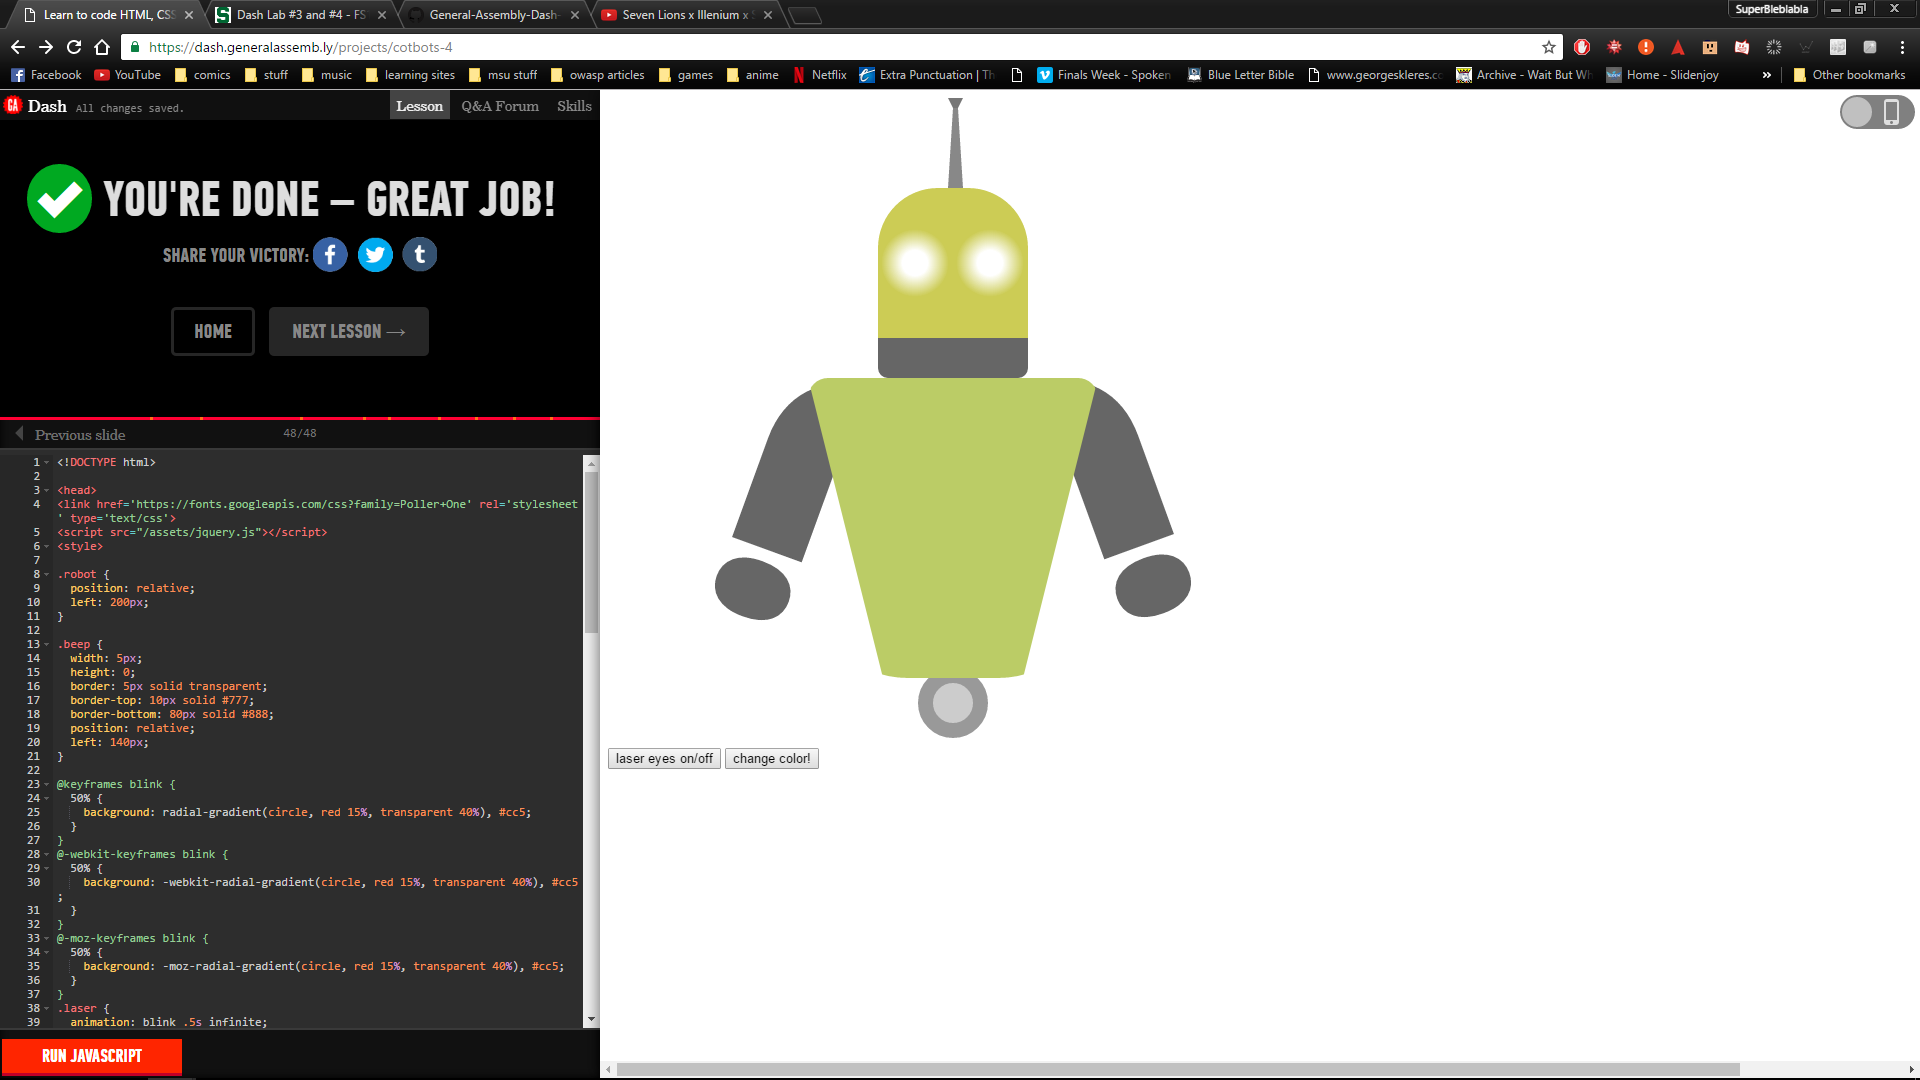 Learn to code HTML, CSS
Dash Lab #3 and #4 - FS
General-Assembly-Dash-
Seven Lions x Illenium x
SuperBleblabla
https://dash.generalassemb.ly/projects/cotbots-4
Facebook YouTube comics stuff music learning sites msu stuff owasp articles games anime Netflix Extra Punctuation | Th Finals Week - Spoken Blue Letter Bible www.georgeskleres.co Archive - Wait But Wh Home - Slidenjoy » Other bookmarks
GA Dash All changes saved. Lesson Q&A Forum Skills
YOU'RE DONE — GREAT JOB!
SHARE YOUR VICTORY: f t
HOME NEXT LESSON →
Previous slide 48/48
1 <!DOCTYPE html>
2
3 <head>
4 <link href='https://fonts.googleapis.com/css?family=Poller+One' rel='stylesheet
' type='text/css'>
5 <script src="/assets/jquery.js"></script>
6 <style>
7
8 .robot {
9 position: relative;
10 left: 200px;
11 }
12
13 .beep {
14 width: 5px;
15 height: 0;
16 border: 5px solid transparent;
17 border-top: 10px solid #777;
18 border-bottom: 80px solid #888;
19 position: relative;
20 left: 140px;
21 }
22
23 @keyframes blink {
24 50% {
25 background: radial-gradient(circle, red 15%, transparent 40%), #cc5;
26 }
27 }
28 @-webkit-keyframes blink {
29 50% {
30 background: -webkit-radial-gradient(circle, red 15%, transparent 40%), #cc5
;
31 }
32 }
33 @-moz-keyframes blink {
34 50% {
35 background: -moz-radial-gradient(circle, red 15%, transparent 40%), #cc5;
36 }
37 }
38 .laser {
39 animation: blink .5s infinite;
RUN JAVASCRIPT
laser eyes on/off change color!